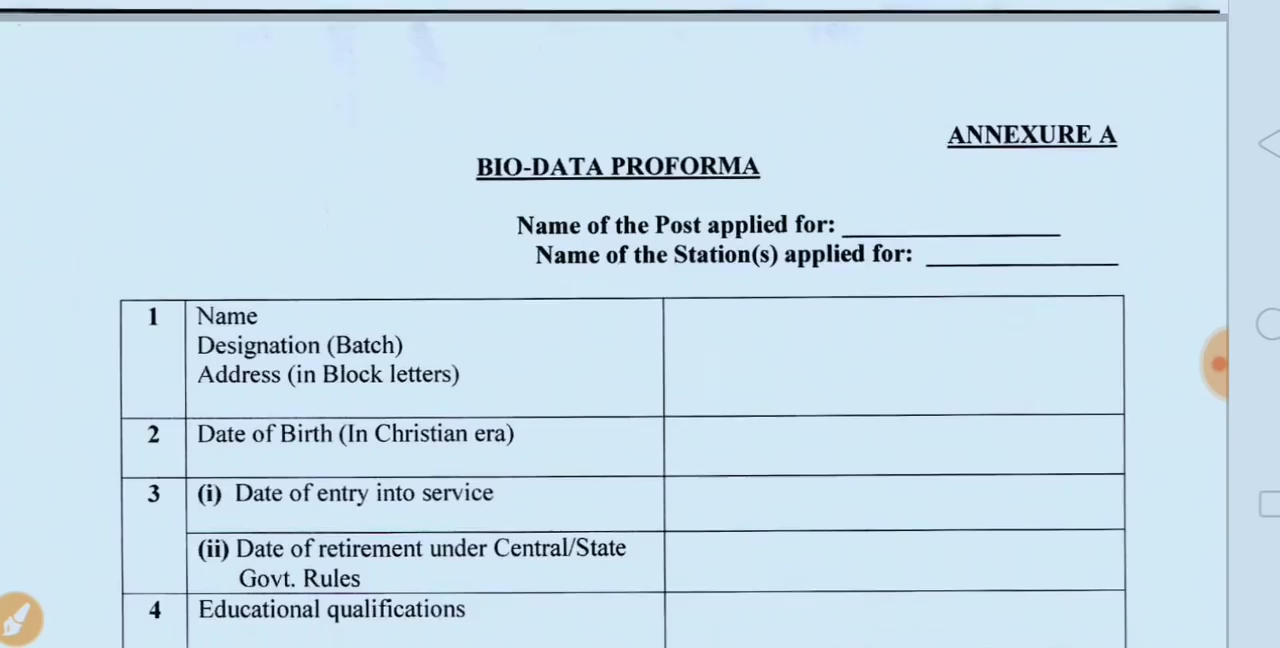 ANNEXURE A
BIO-DATA PROFORMA
Name of the Post applied for:
Name of the Station(s) applied for:
1 Name
Designation (Batch)
Address (in Block letters)
2 Date of Birth (In Christian era)
3 (i) Date of entry into service
(ii) Date of retirement under Central/State
Govt. Rules
4 Educational qualifications